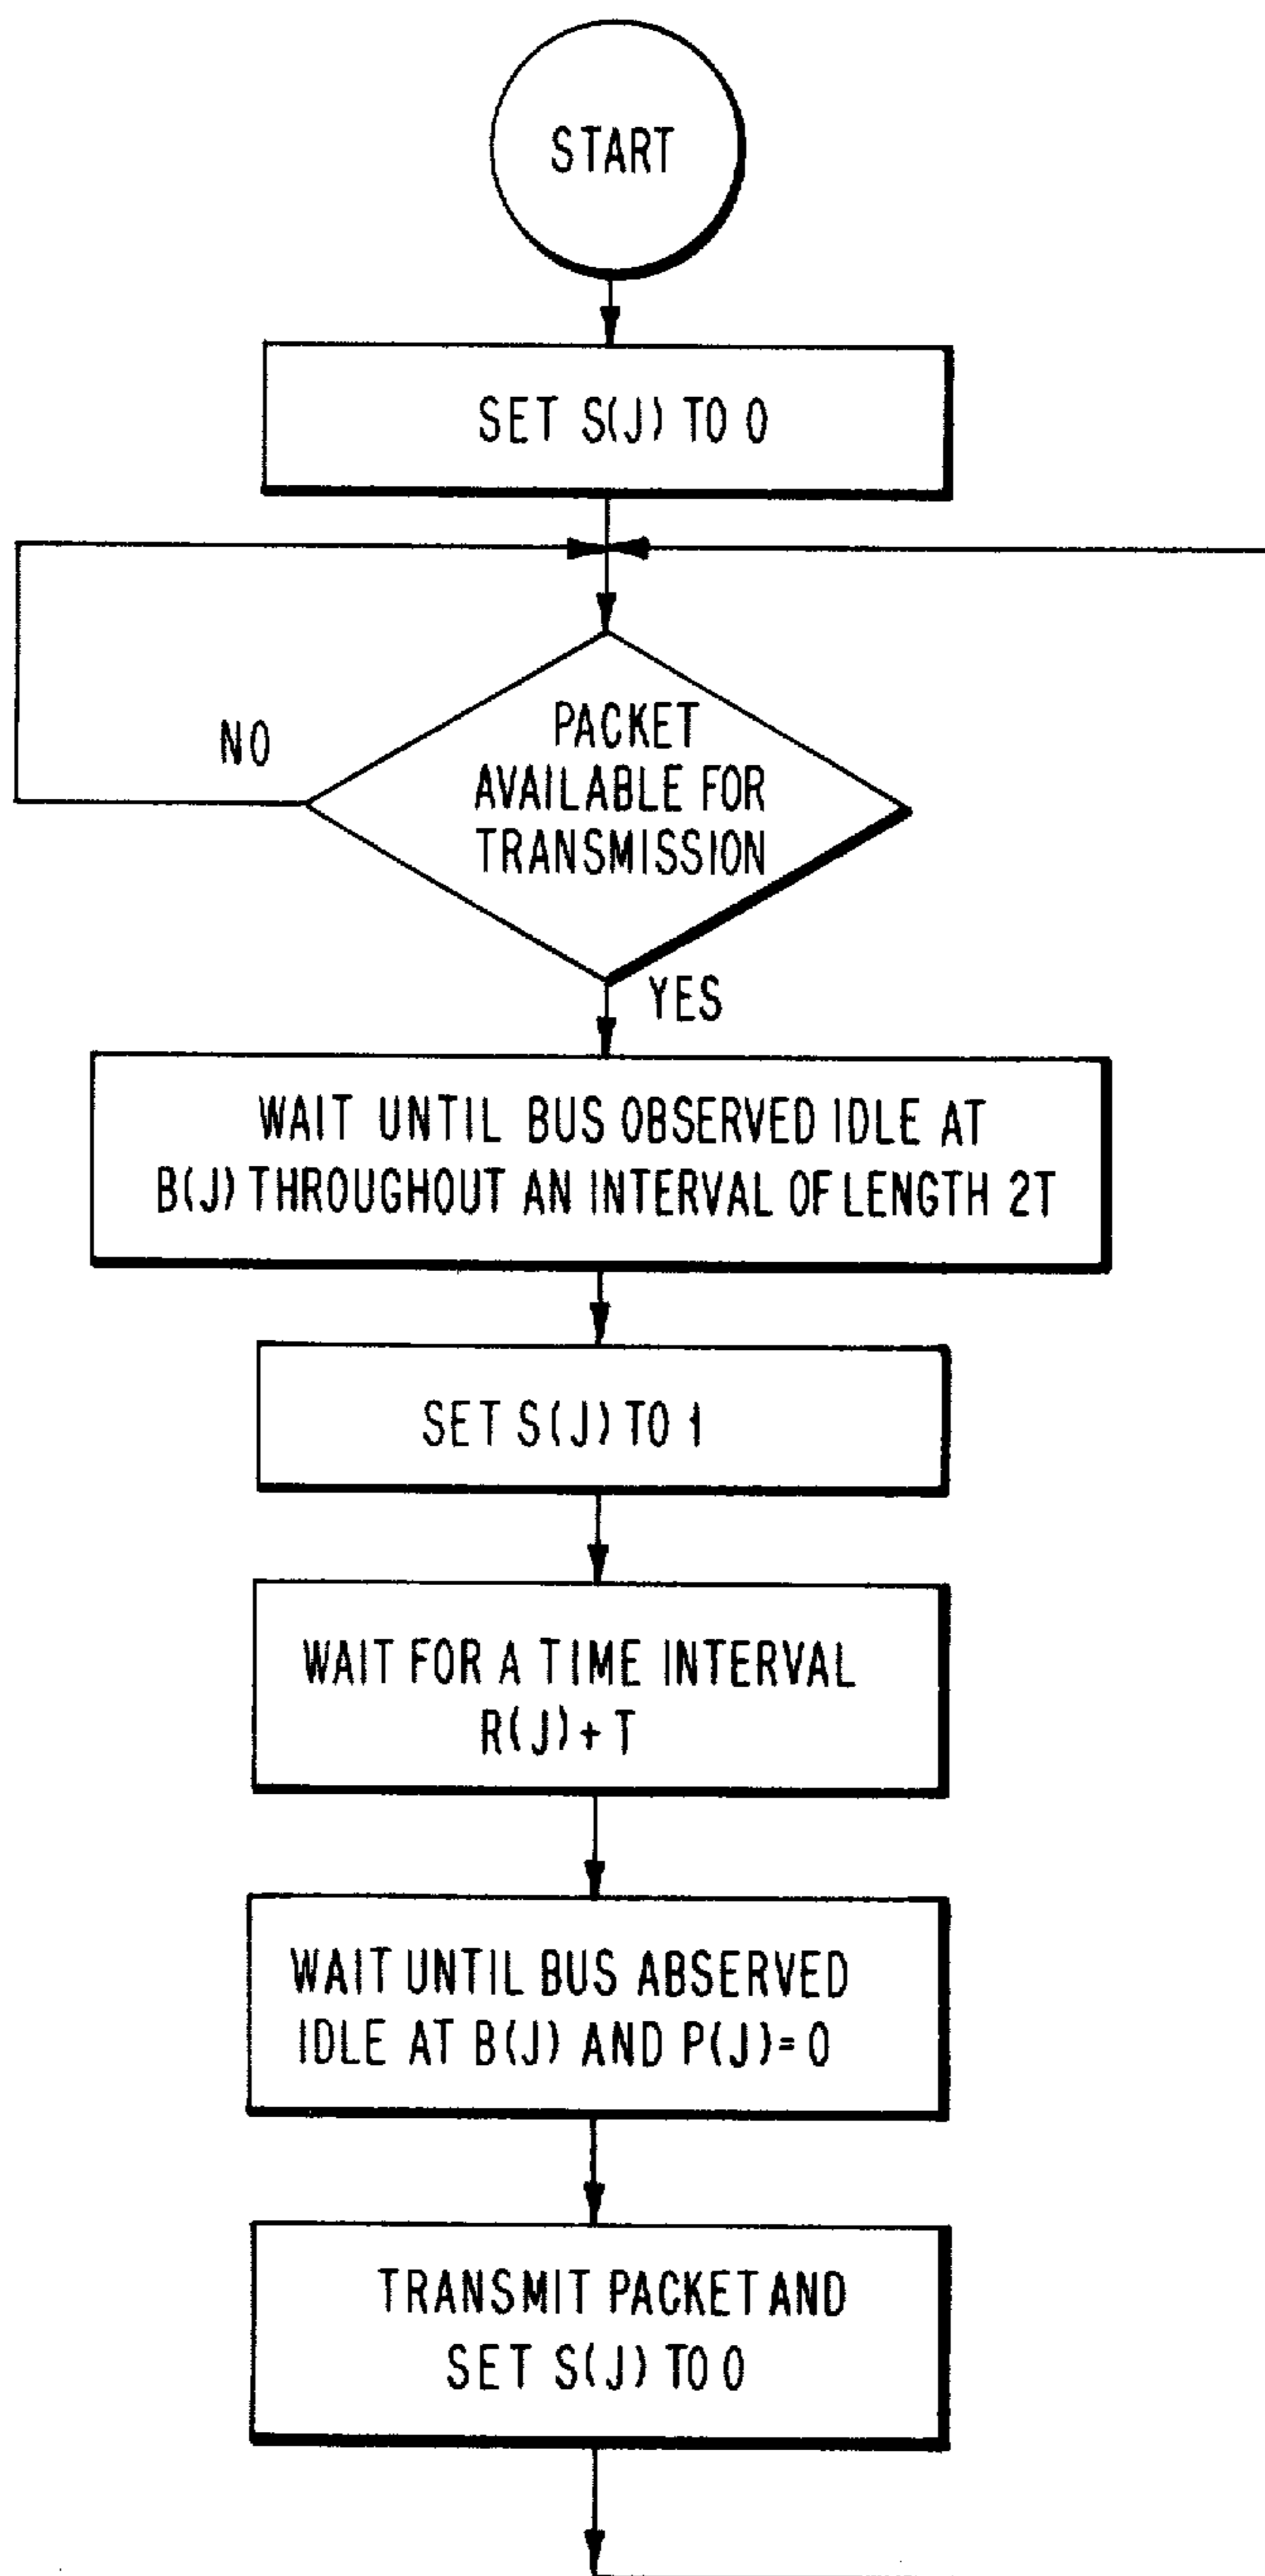 START
SET S(J) TO 0
PACKET
AVAILABLE FOR
TRANSMISSION
NO
YES
WAIT UNTIL BUS OBSERVED IDLE AT
B(J) THROUGHOUT AN INTERVAL OF LENGTH 2T
SET S(J) TO 1
WAIT FOR A TIME INTERVAL
R(J) + T
WAIT UNTIL BUS ABSERVED
IDLE AT B(J) AND P(J)=0
TRANSMIT PACKET AND
SET S(J) TO 0